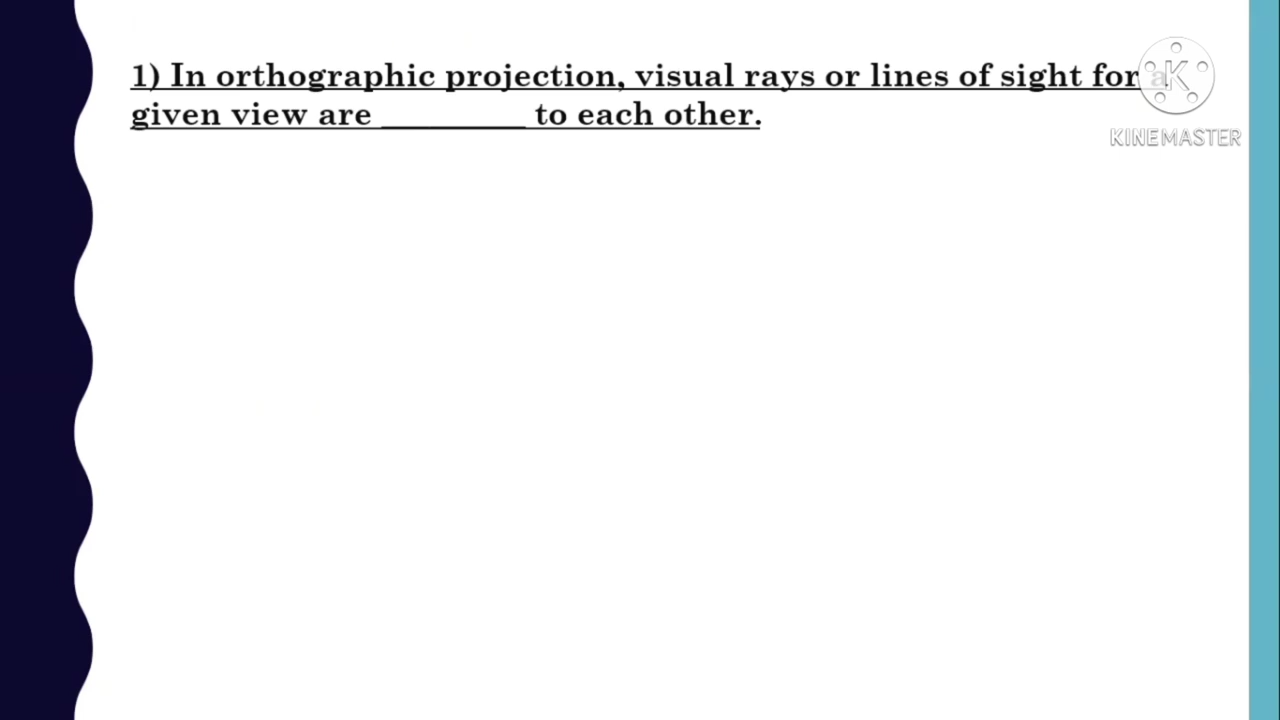 1) In orthographic projection, visual rays or lines of sight for a
given view are _________ to each other.
K
KINEMASTER